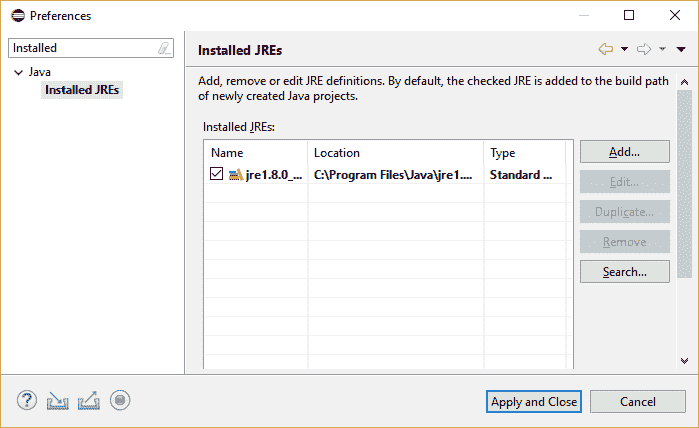 Preferences
Installed
Java
Installed JREs
Installed JREs
Add, remove or edit JRE definitions. By default, the checked JRE is added to the build path
of newly created Java projects.
Installed JREs:
Name Location Type
jre1.8.0_... C:\Program Files\Java\jre1.... Standard ...
Add...
Edit...
Duplicate...
Remove
Search...
?
Apply and Close Cancel